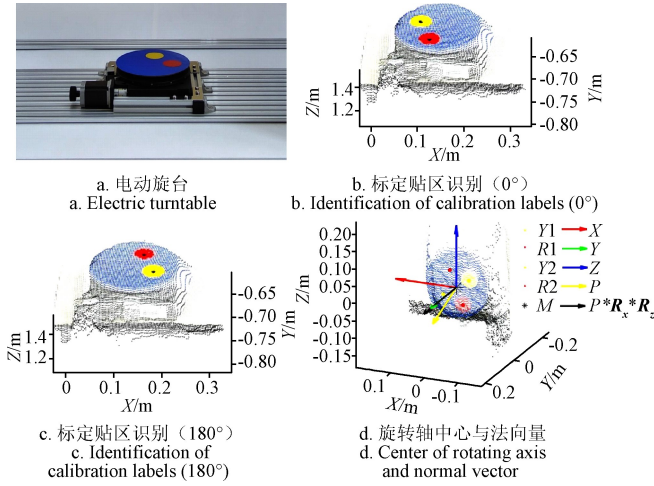 a. 电动旋台
a. Electric turntable
Z/m
1.4
1.2
0 0.1 0.2 0.3
X/m
-0.65
-0.70
-0.75
-0.80
Y/m
b. 标定贴区识别（0°）
b. Identification of calibration labels (0°)
Z/m
1.4
1.2
0 0.1 0.2 0.3
X/m
-0.65
-0.70
-0.75
-0.80
Y/m
c. 标定贴区识别（180°）
c. Identification of
calibration labels (180°)
Z/m
0.20
0.15
0.10
0.05
0
-0.05
-0.10
-0.15
0.1 0 -0.1
X/m
-0.2
0
0.2
Y/m
Y1 X
R1 Y
Y2 Z
R2 P
M P*Rx*Rz
d. 旋转轴中心与法向量
d. Center of rotating axis
and normal vector